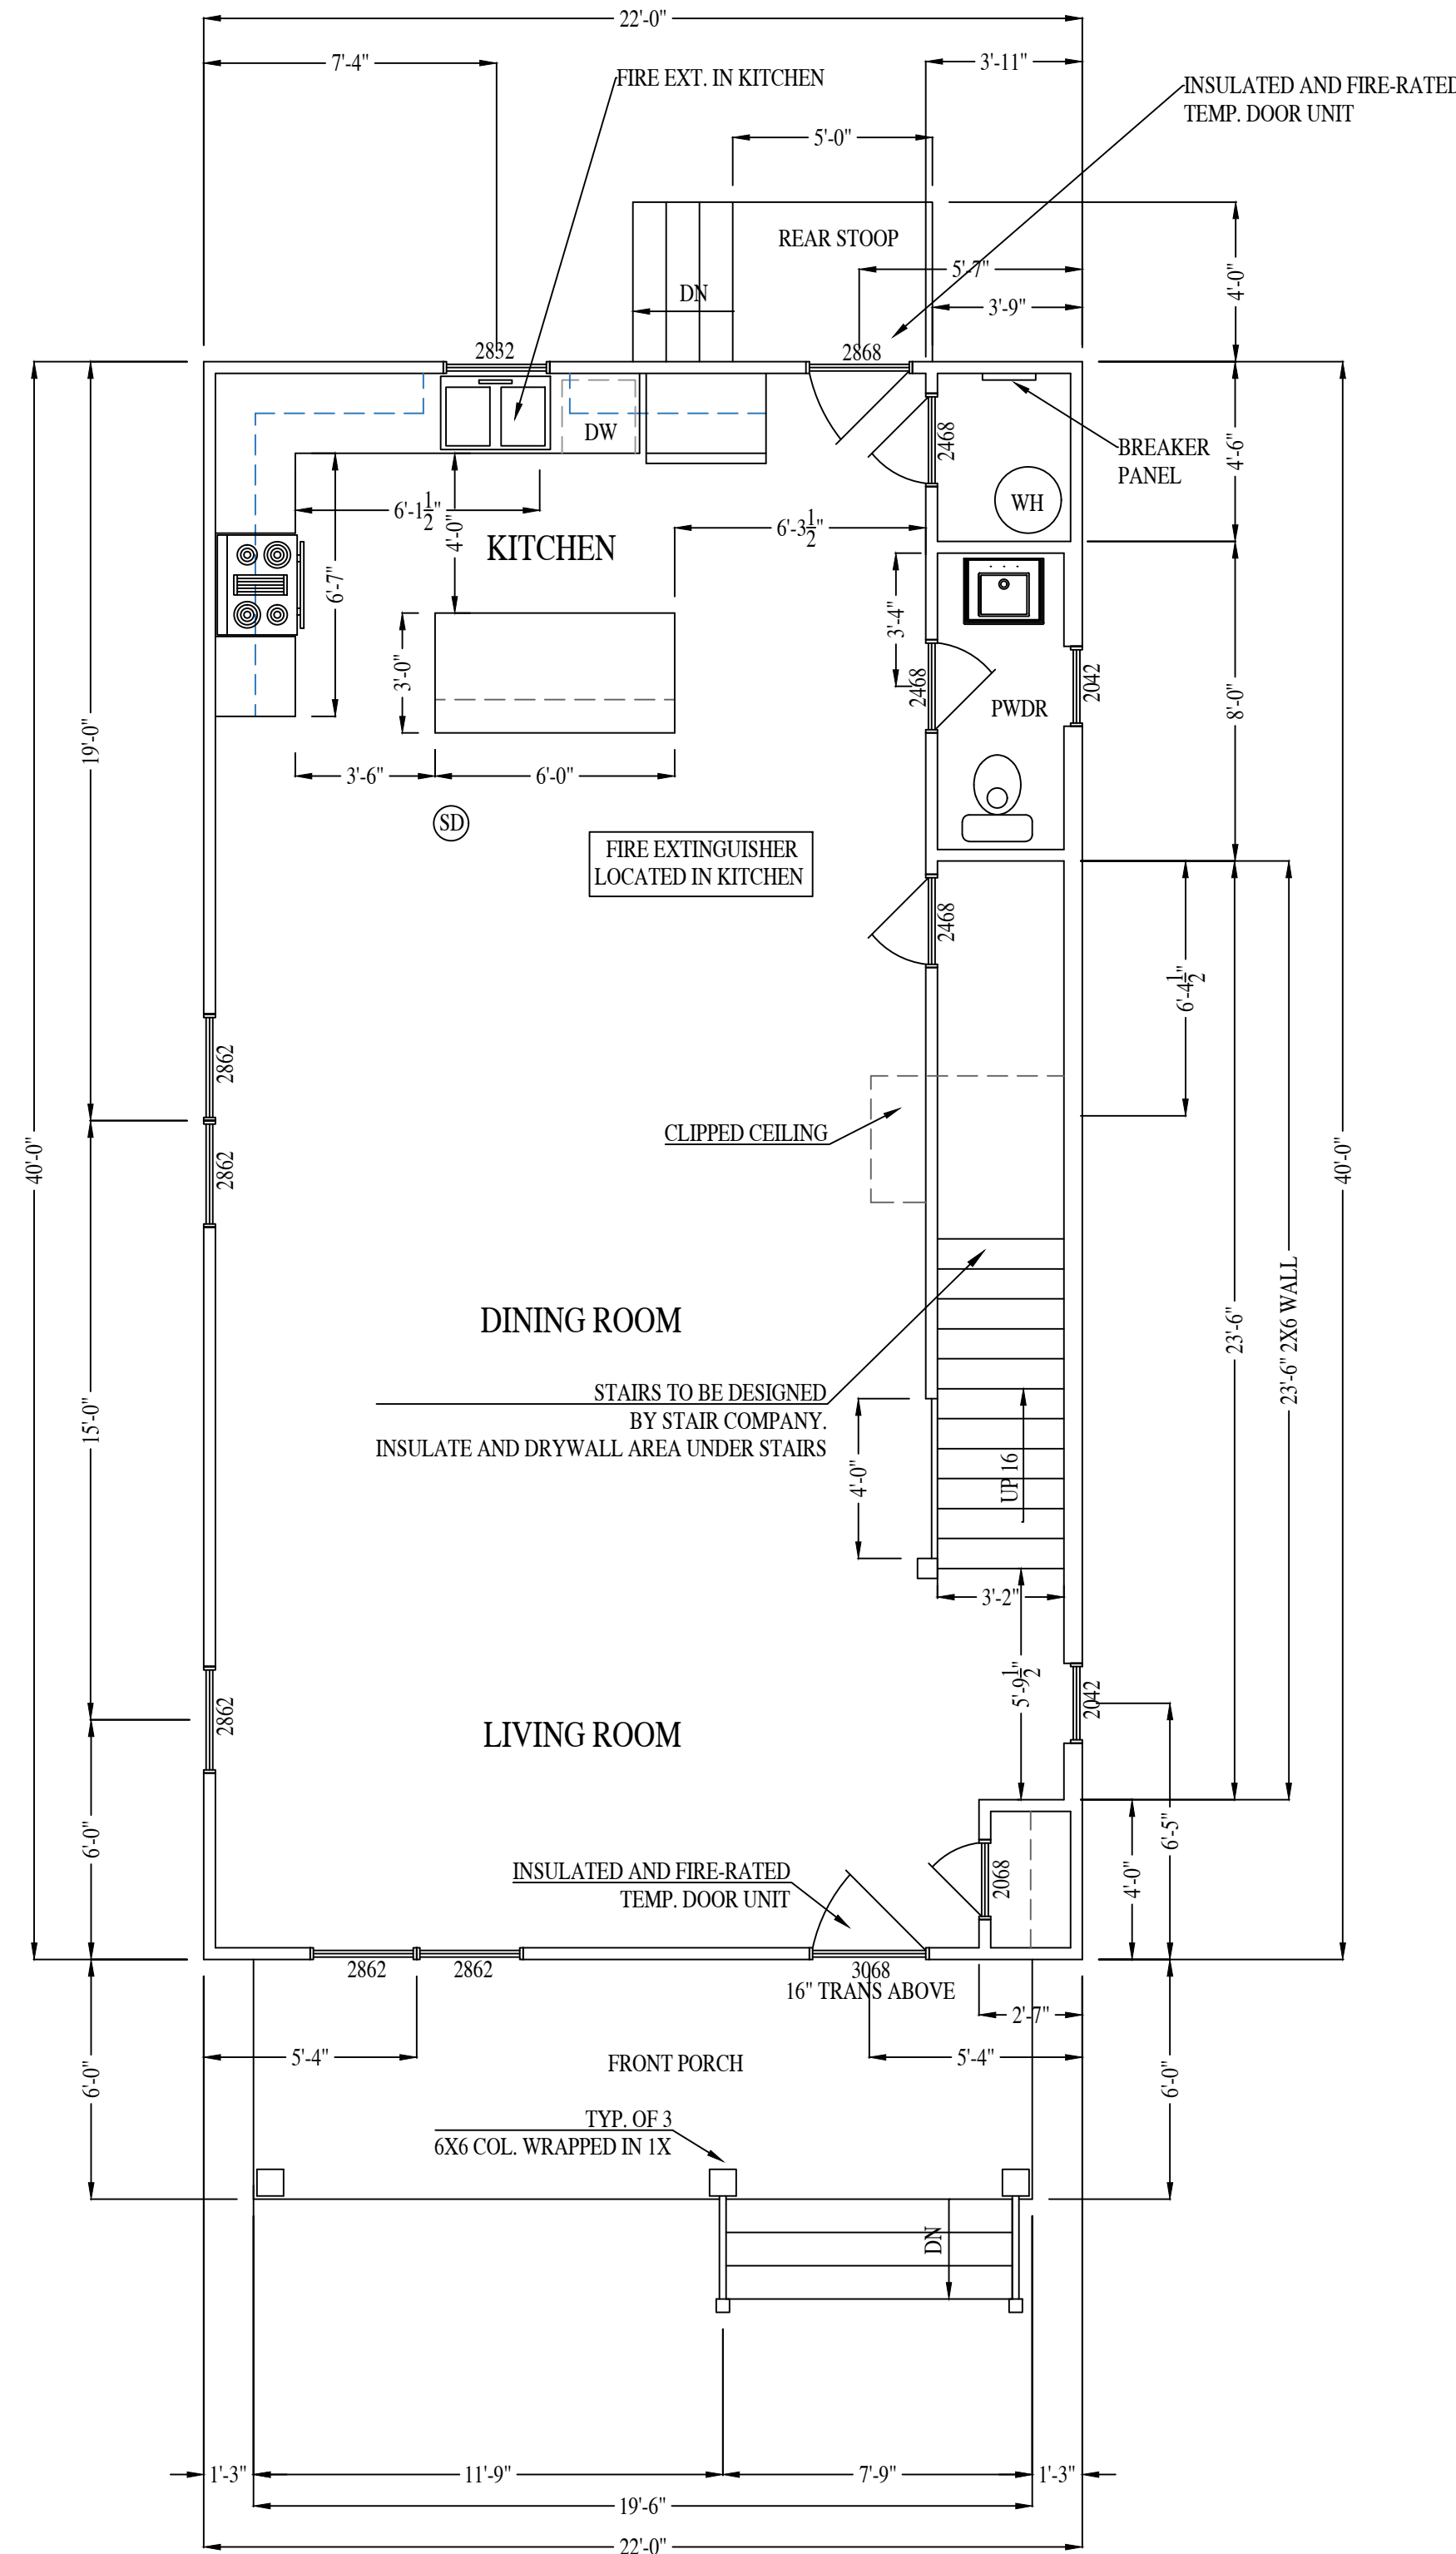 22'-0"
7'-4"
3'-11"
FIRE EXT. IN KITCHEN
INSULATED AND FIRE-RATED
TEMP. DOOR UNIT
5'-0"
REAR STOOP
5'-7"
4'-0"
DN
3'-9"
2832
2868
DW
2468
BREAKER
PANEL
4'-6"
WH
6'-1 1/2"
4'-0"
6'-3 1/2"
KITCHEN
6'-7"
3'-4"
3'-0"
2468
2042
PWDR
8'-0"
19'-0"
3'-6"
6'-0"
SD
FIRE EXTINGUISHER
LOCATED IN KITCHEN
2468
6'-4 1/2"
2862
CLIPPED CEILING
40'-0"
2862
40'-0"
DINING ROOM
23'-6"
23'-6" 2X6 WALL
STAIRS TO BE DESIGNED
BY STAIR COMPANY.
INSULATE AND DRYWALL AREA UNDER STAIRS
15'-0"
4'-0"
UP 16
3'-2"
5'-9 1/2"
2862
2042
LIVING ROOM
6'-0"
6'-5"
4'-0"
INSULATED AND FIRE-RATED
TEMP. DOOR UNIT
2068
2862
2862
3068
16" TRANS ABOVE
2'-7"
5'-4"
FRONT PORCH
5'-4"
6'-0"
6'-0"
TYP. OF 3
6X6 COL. WRAPPED IN 1X
DN
1'-3"
11'-9"
7'-9"
1'-3"
19'-6"
22'-0"